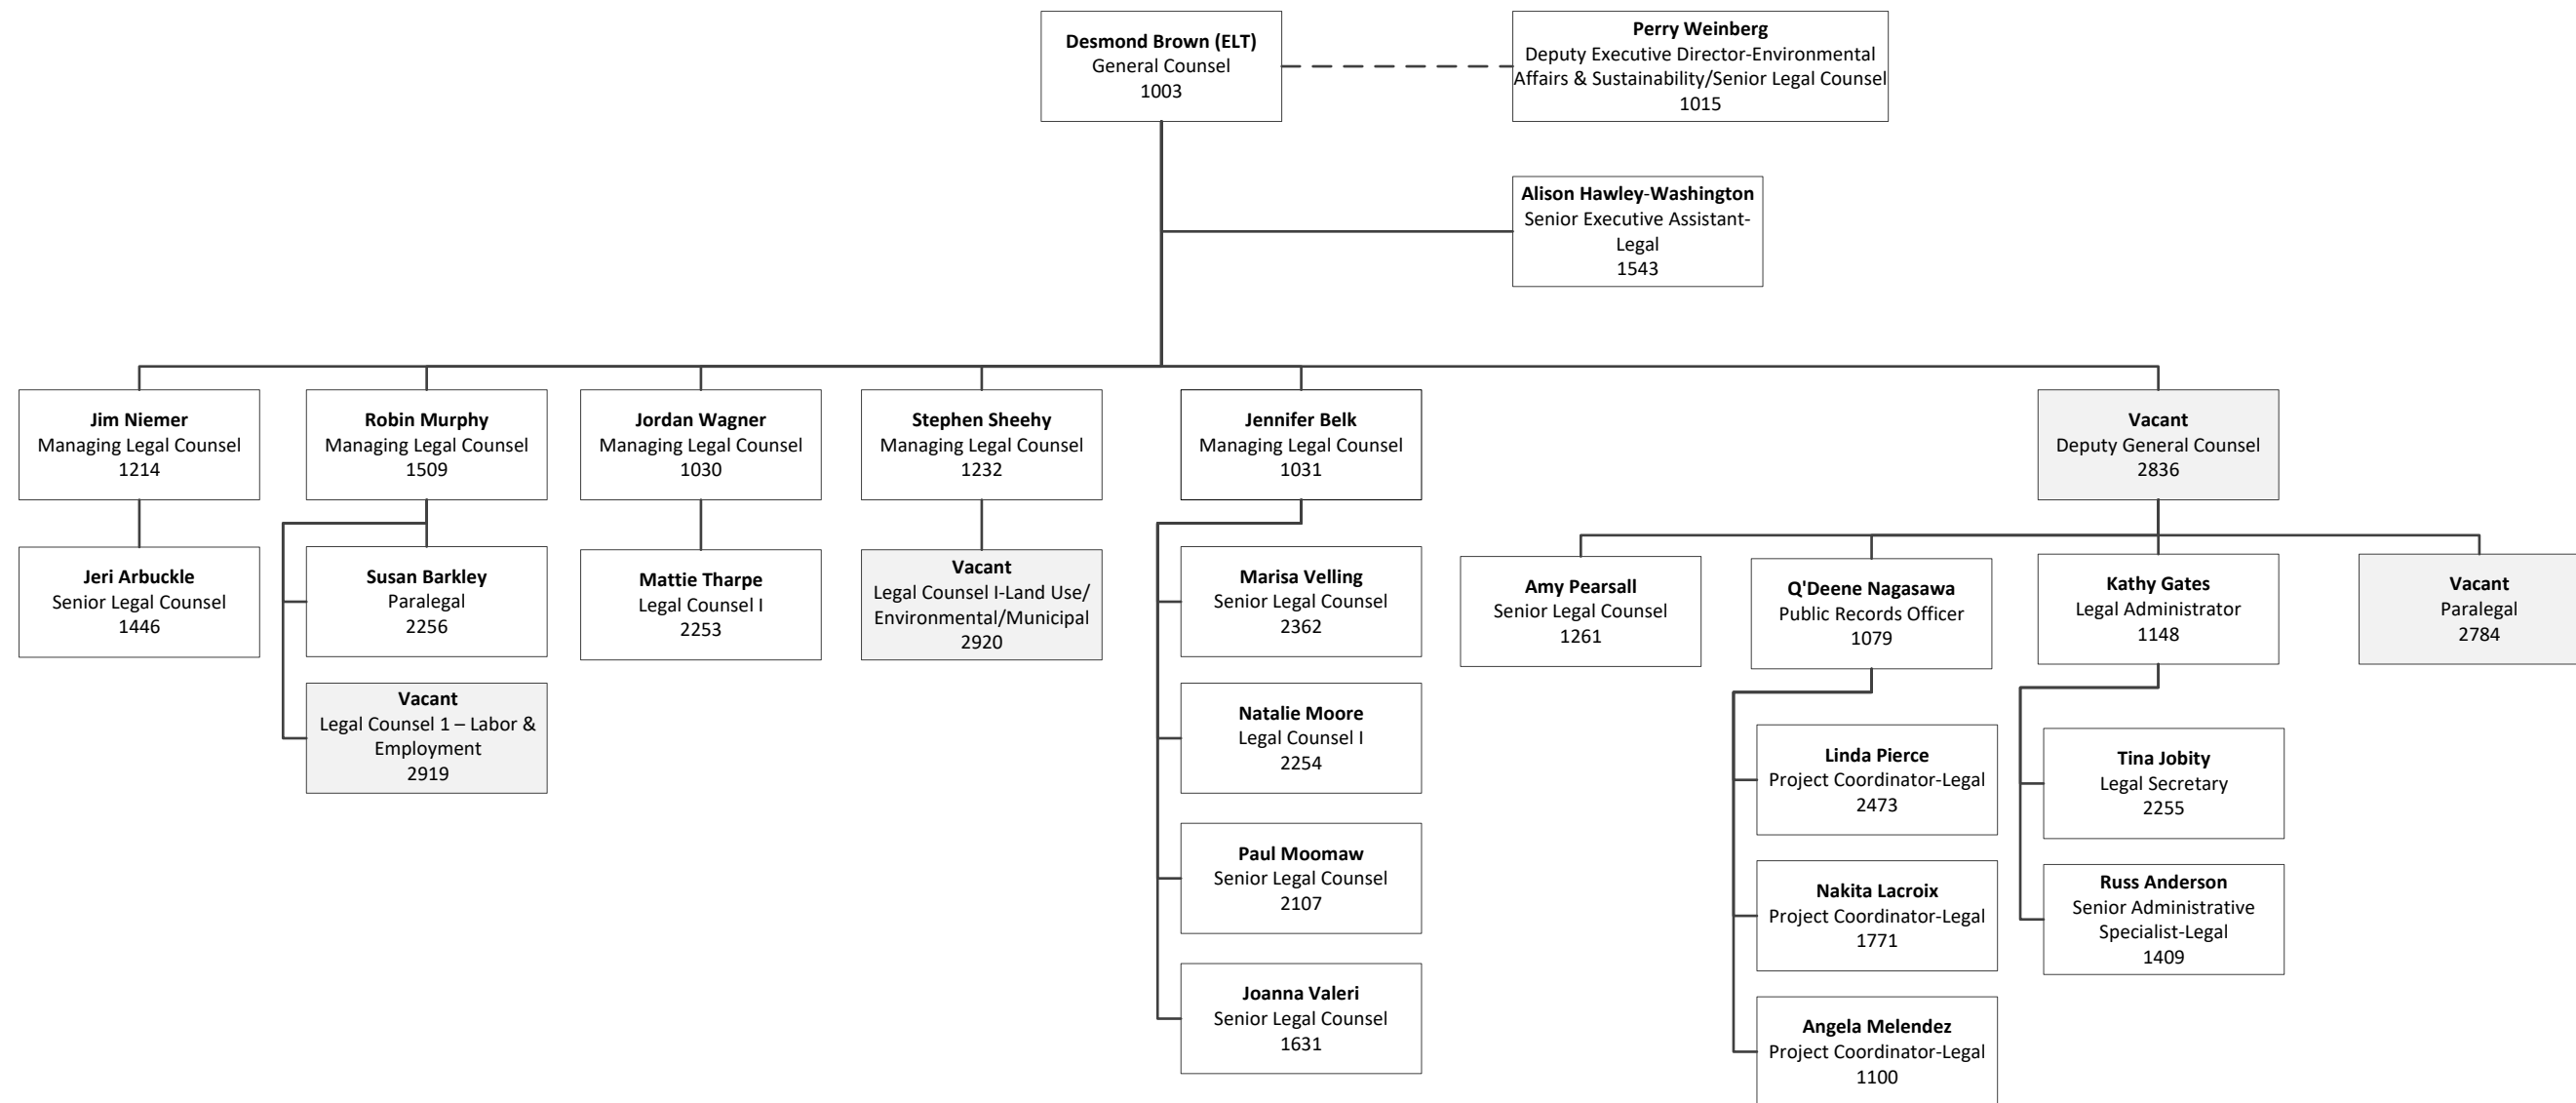 Desmond Brown (ELT)
General Counsel
1003
Perry Weinberg
Deputy Executive Director-Environmental
Affairs & Sustainability/Senior Legal Counsel
1015
Alison Hawley-Washington
Senior Executive Assistant-
Legal
1543
Jim Niemer
Managing Legal Counsel
1214
Robin Murphy
Managing Legal Counsel
1509
Jordan Wagner
Managing Legal Counsel
1030
Stephen Sheehy
Managing Legal Counsel
1232
Jennifer Belk
Managing Legal Counsel
1031
Vacant
Deputy General Counsel
2836
Jeri Arbuckle
Senior Legal Counsel
1446
Susan Barkley
Paralegal
2256
Vacant
Legal Counsel 1 – Labor &
Employment
2919
Mattie Tharpe
Legal Counsel I
2253
Vacant
Legal Counsel I-Land Use/
Environmental/Municipal
2920
Marisa Velling
Senior Legal Counsel
2362
Natalie Moore
Legal Counsel I
2254
Paul Moomaw
Senior Legal Counsel
2107
Joanna Valeri
Senior Legal Counsel
1631
Amy Pearsall
Senior Legal Counsel
1261
Q'Deene Nagasawa
Public Records Officer
1079
Linda Pierce
Project Coordinator-Legal
2473
Nakita Lacroix
Project Coordinator-Legal
1771
Angela Melendez
Project Coordinator-Legal
1100
Kathy Gates
Legal Administrator
1148
Tina Jobity
Legal Secretary
2255
Russ Anderson
Senior Administrative
Specialist-Legal
1409
Vacant
Paralegal
2784